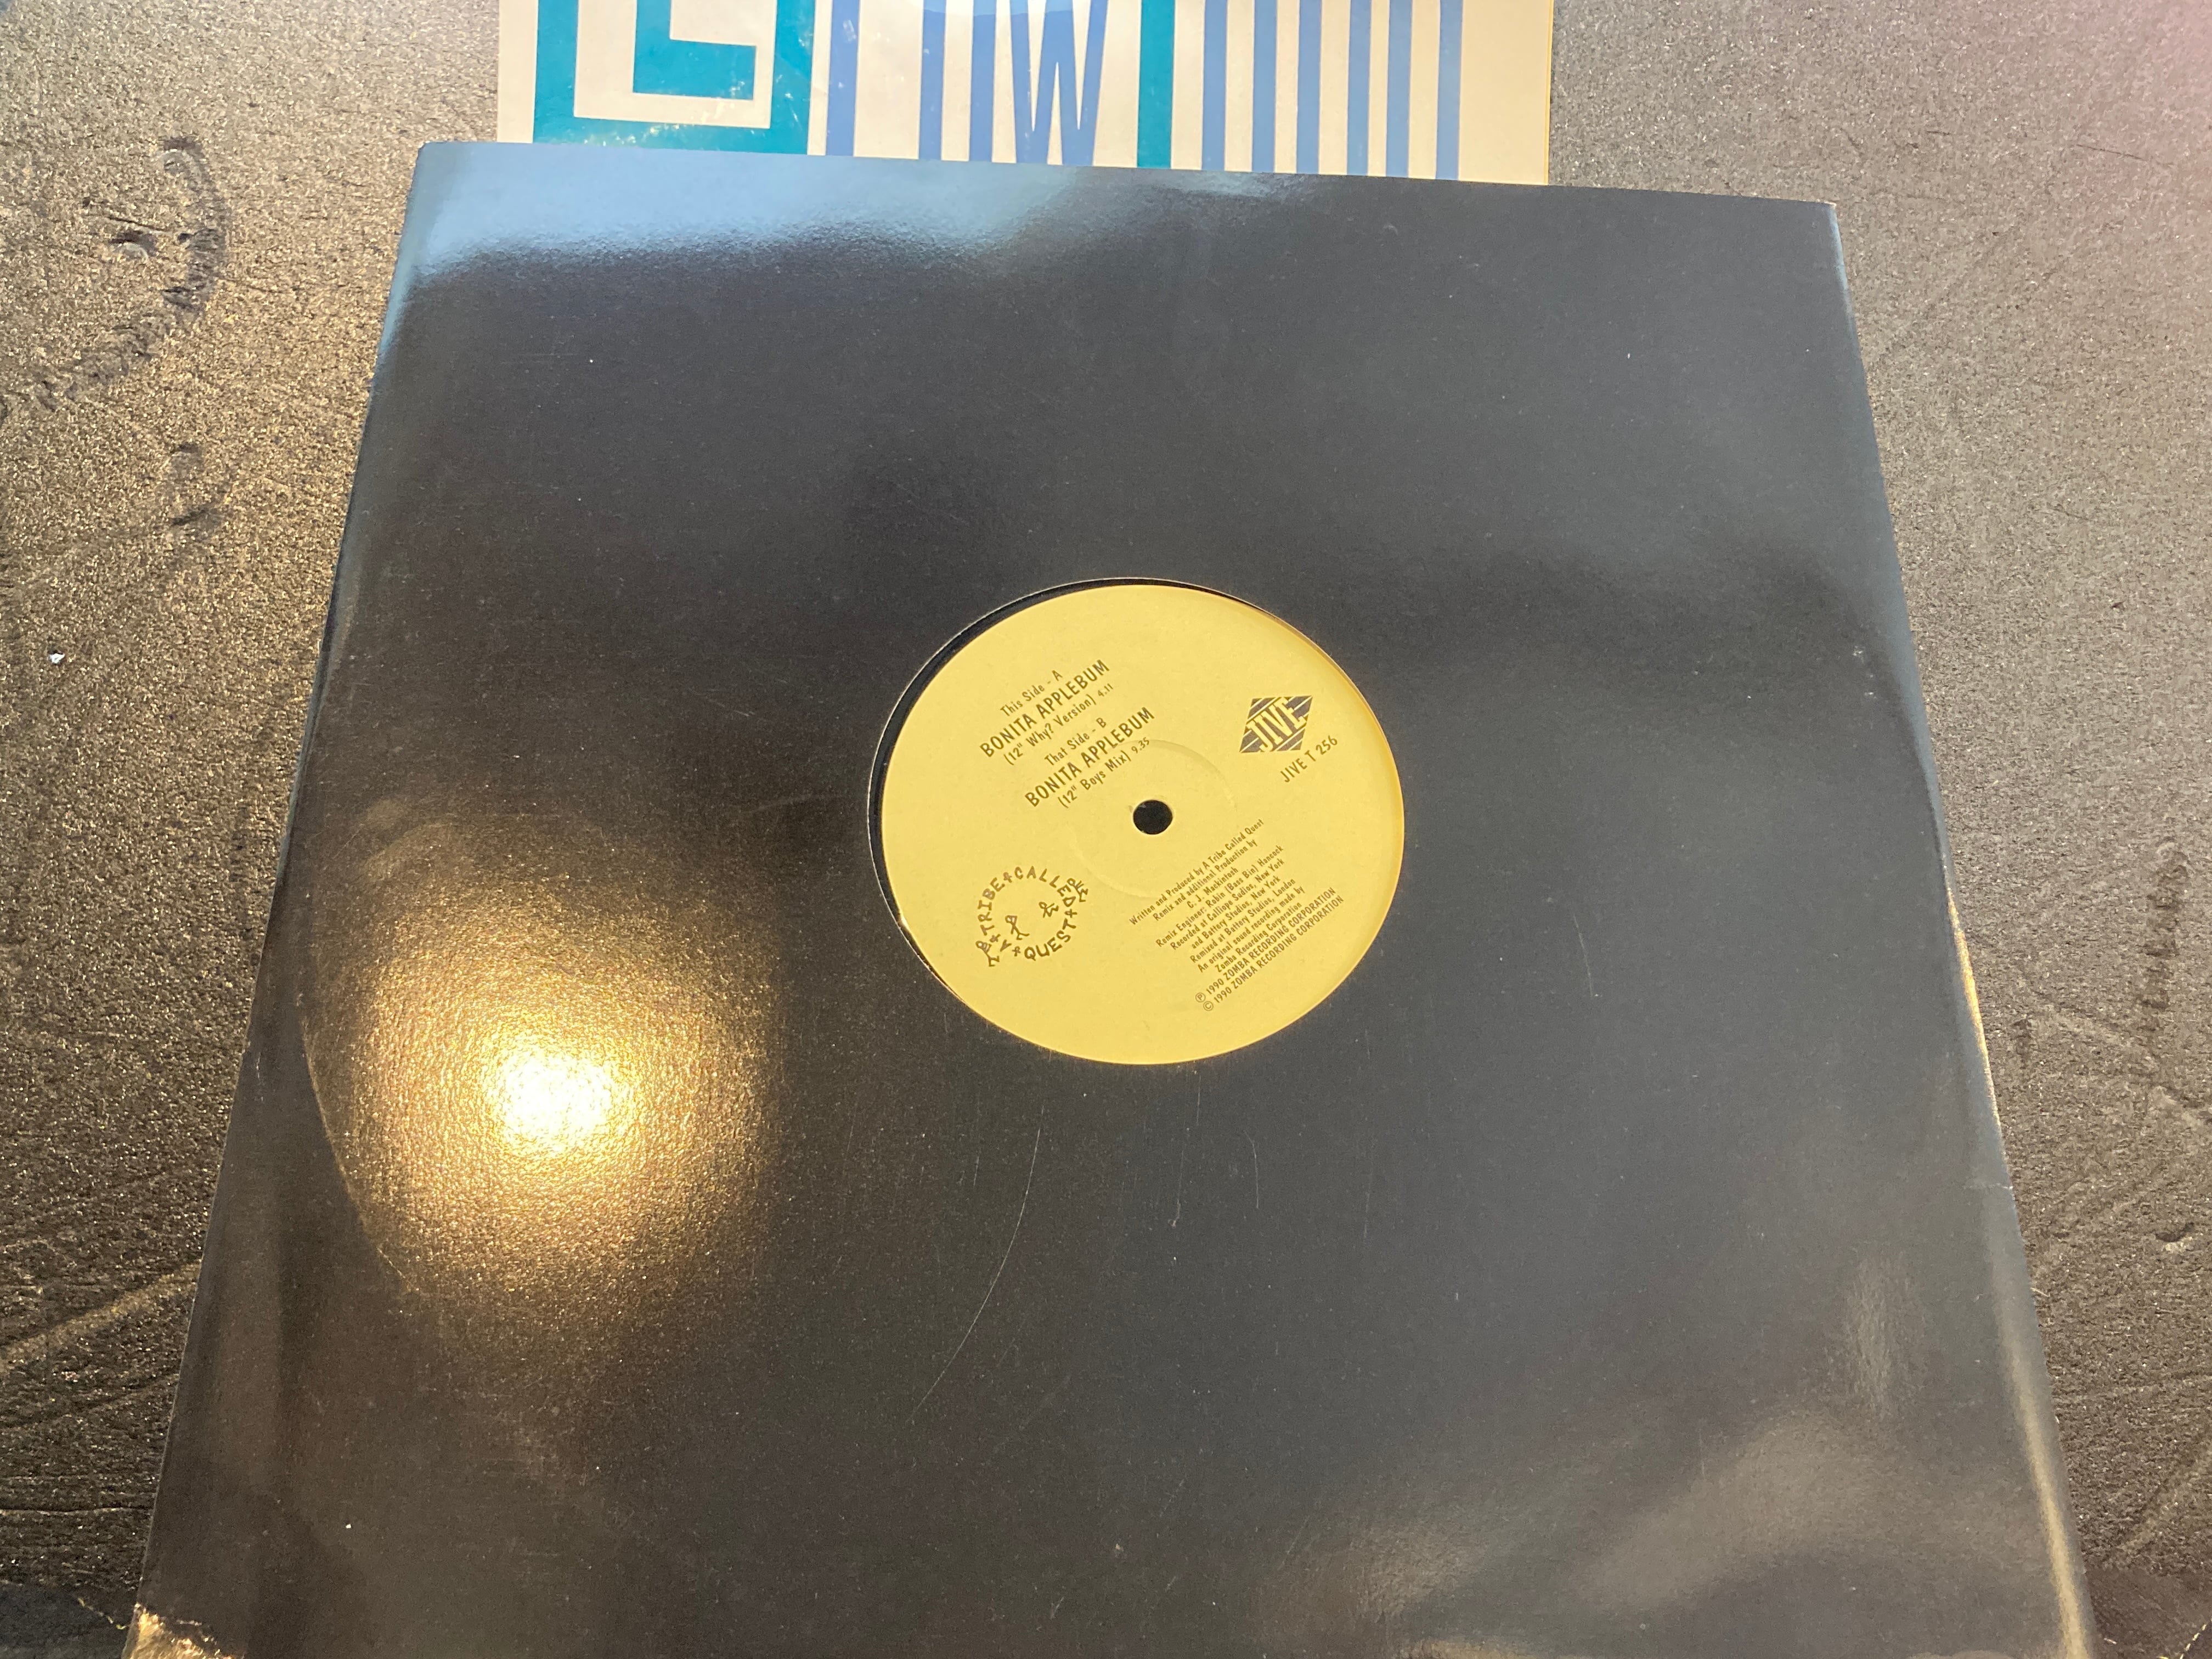 This Side - A
BONITA APPLEBUM
(12" Why? Version) 4.11
That Side - B
BONITA APPLEBUM
(12" Boys Mix) 9.35
JIVE
JIVE T 256
A TRIBE CALLED QUEST
Written and Produced by A Tribe Called Quest
Remix and additional Production by
C. J. Mackintosh
Remix Engineer Robin (Bass Bin) Hancock
Recorded at Calliope Sudios, New York
and Battery Studios, New York
Remixed at Battery Studios, London
An original sound recording made by
Zomba Recording Corporation
℗ 1990 ZOMBA RECORDING CORPORATION
© 1990 ZOMBA RECORDING CORPORATION